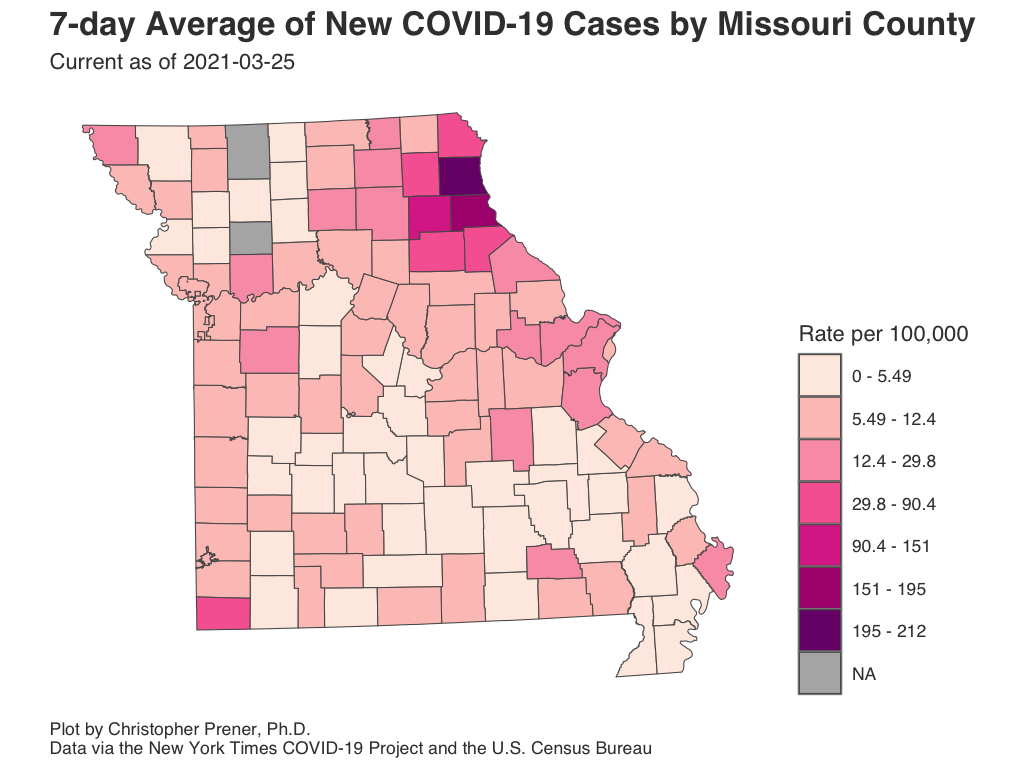 7-day Average of New COVID-19 Cases by Missouri County
Current as of 2021-03-25
Rate per 100,000
0 - 5.49
5.49 - 12.4
12.4 - 29.8
29.8 - 90.4
90.4 - 151
151 - 195
195 - 212
NA
Plot by Christopher Prener, Ph.D.
Data via the New York Times COVID-19 Project and the U.S. Census Bureau